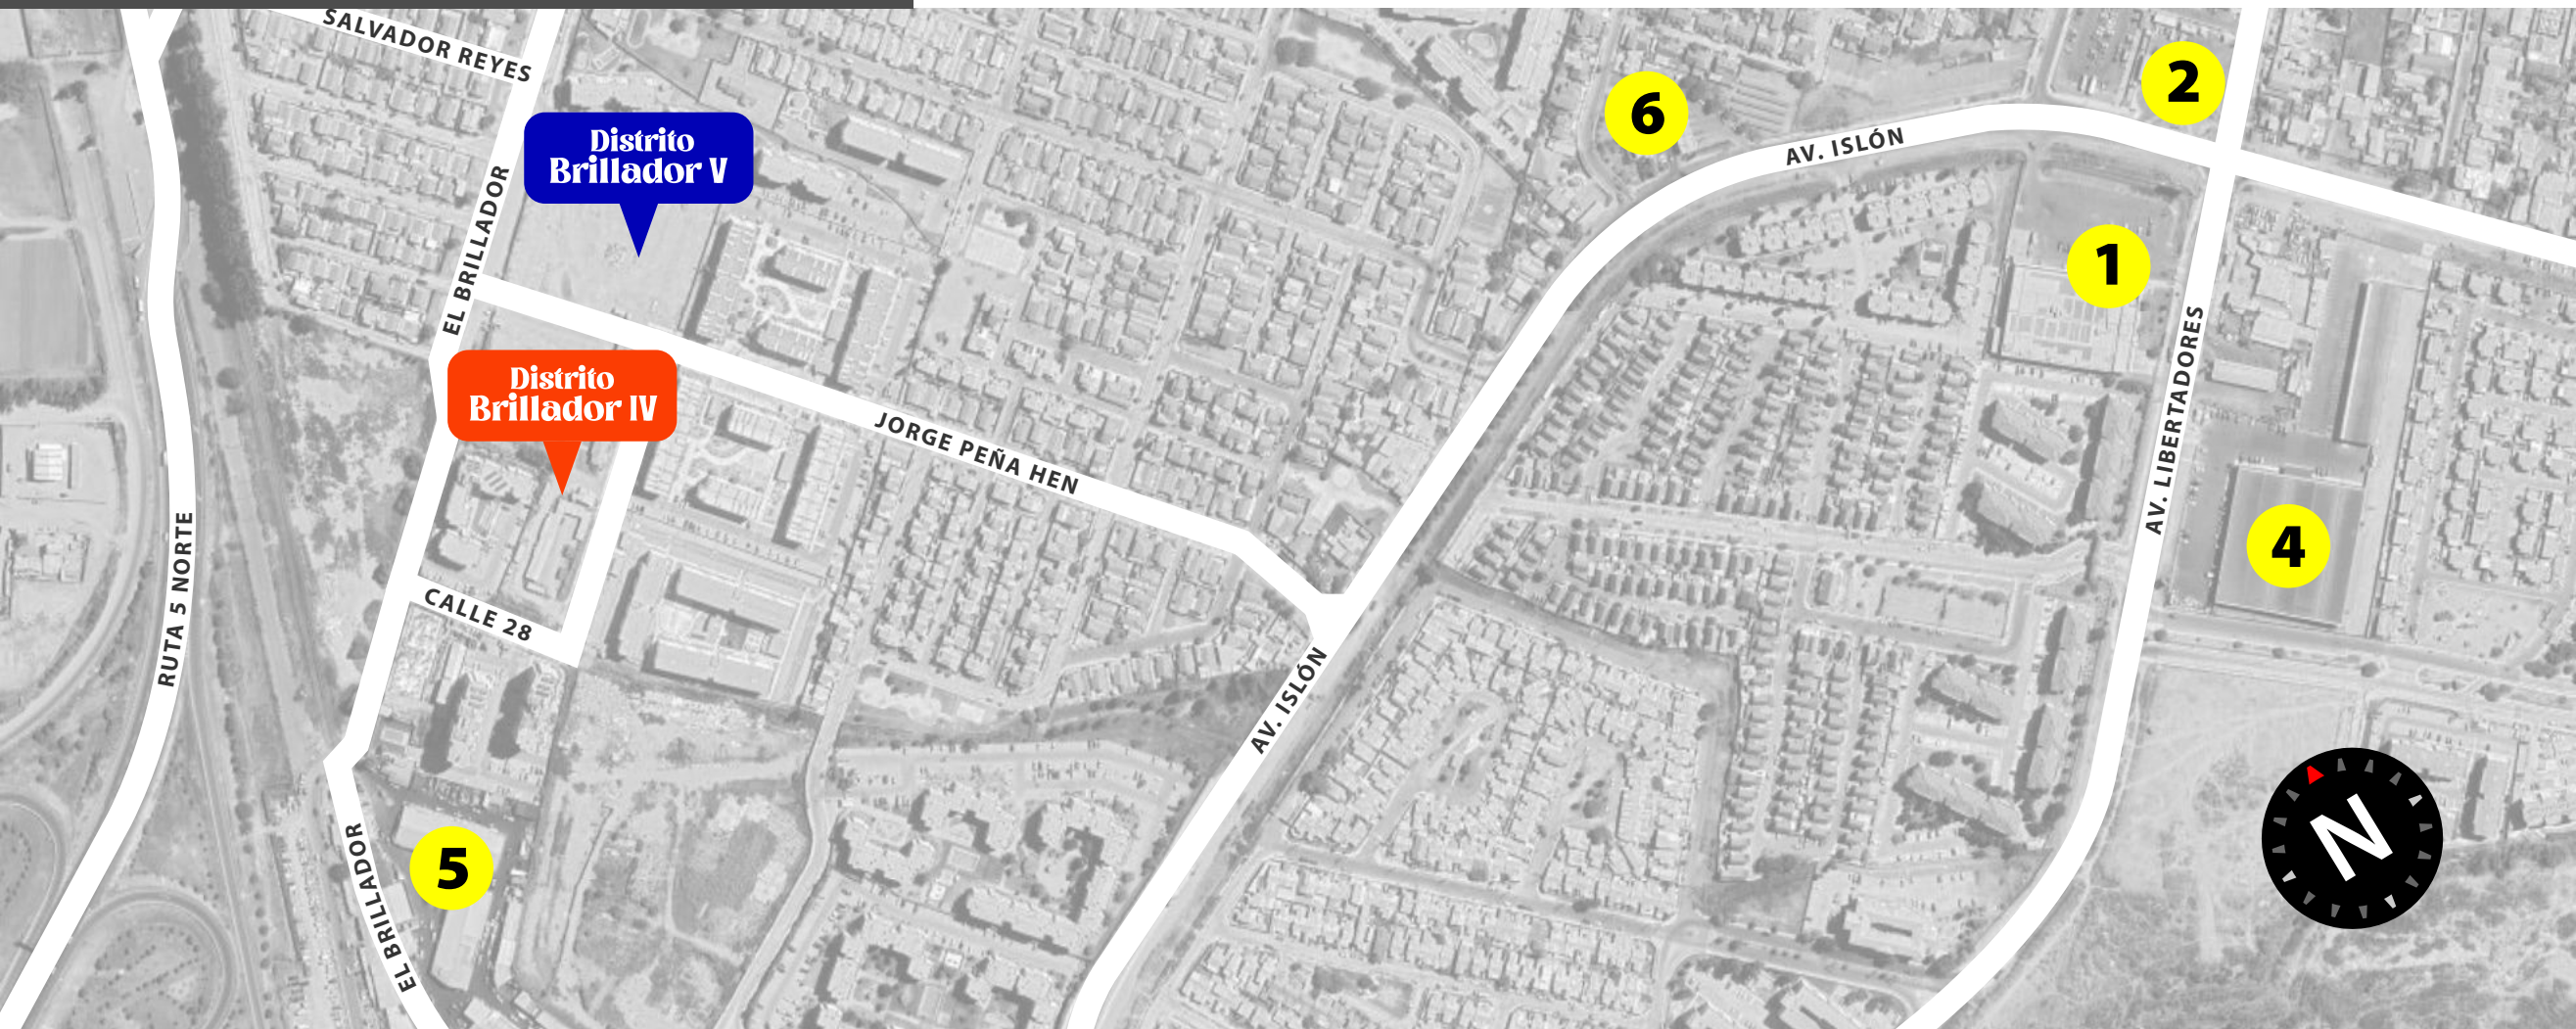 SALVADOR REYES
2
6
AV. ISLÓN
Distrito
Brillador V
EL BRILLADOR
1
Distrito
Brillador IV
AV. LIBERTADORES
JORGE PEÑA HEN
4
RUTA 5 NORTE
CALLE 28
AV. ISLÓN
5
EL BRILLADOR
N